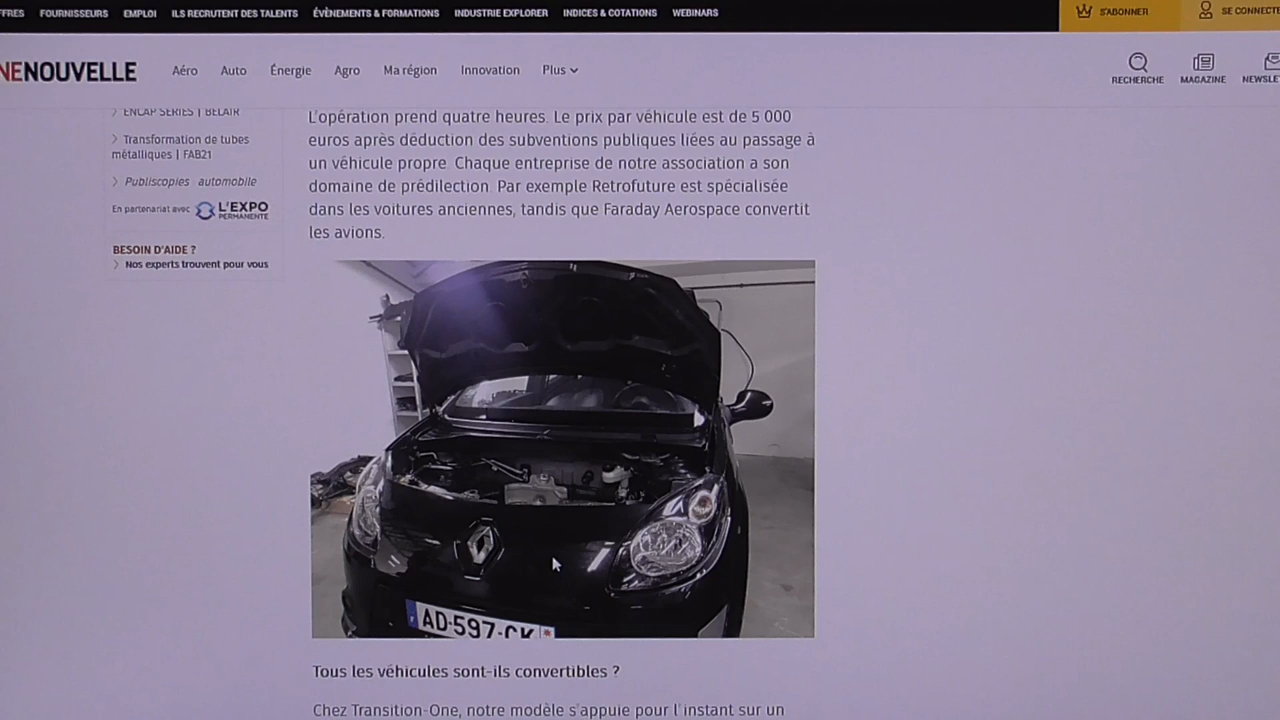 FOURNISSEURS EMPLOI ILS RECRUTENT DES TALENTS ÉVÈNEMENTS & FORMATIONS INDUSTRIE EXPLORER INDICES & COTATIONS WEBINARS
S'ABONNER
SE CONNECTE
NENOUVELLE
Aéro Auto Énergie Agro Ma région Innovation Plus
RECHERCHE MAGAZINE NEWSLE
> ENCAP SERIES | BELAIR
> Transformation de tubes
métalliques | FAB21
> Publiscopies automobile
En partenariat avec L'EXPO
PERMANENTE
BESOIN D'AIDE ?
> Nos experts trouvent pour vous
L'opération prend quatre heures. Le prix par véhicule est de 5 000
euros après déduction des subventions publiques liées au passage à
un véhicule propre. Chaque entreprise de notre association a son
domaine de prédilection. Par exemple Retrofuture est spécialisée
dans les voitures anciennes, tandis que Faraday Aerospace convertit
les avions.
AD-597-CK
Tous les véhicules sont-ils convertibles ?
Chez Transition-One, notre modèle s'appuie pour l'instant sur un